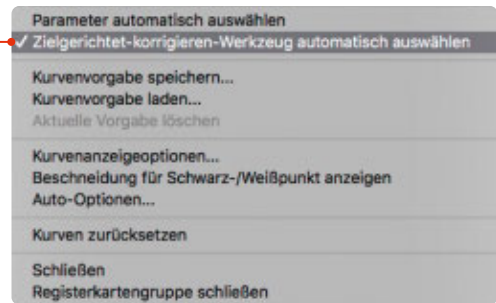 Parameter automatisch auswählen
✓ Zielgerichtet-korrigieren-Werkzeug automatisch auswählen
Kurvenvorgabe speichern...
Kurvenvorgabe laden...
Aktuelle Vorgabe löschen
Kurvenanzeigeoptionen...
Beschneidung für Schwarz-/Weißpunkt anzeigen
Auto-Optionen...
Kurven zurücksetzen
Schließen
Registerkartengruppe schließen